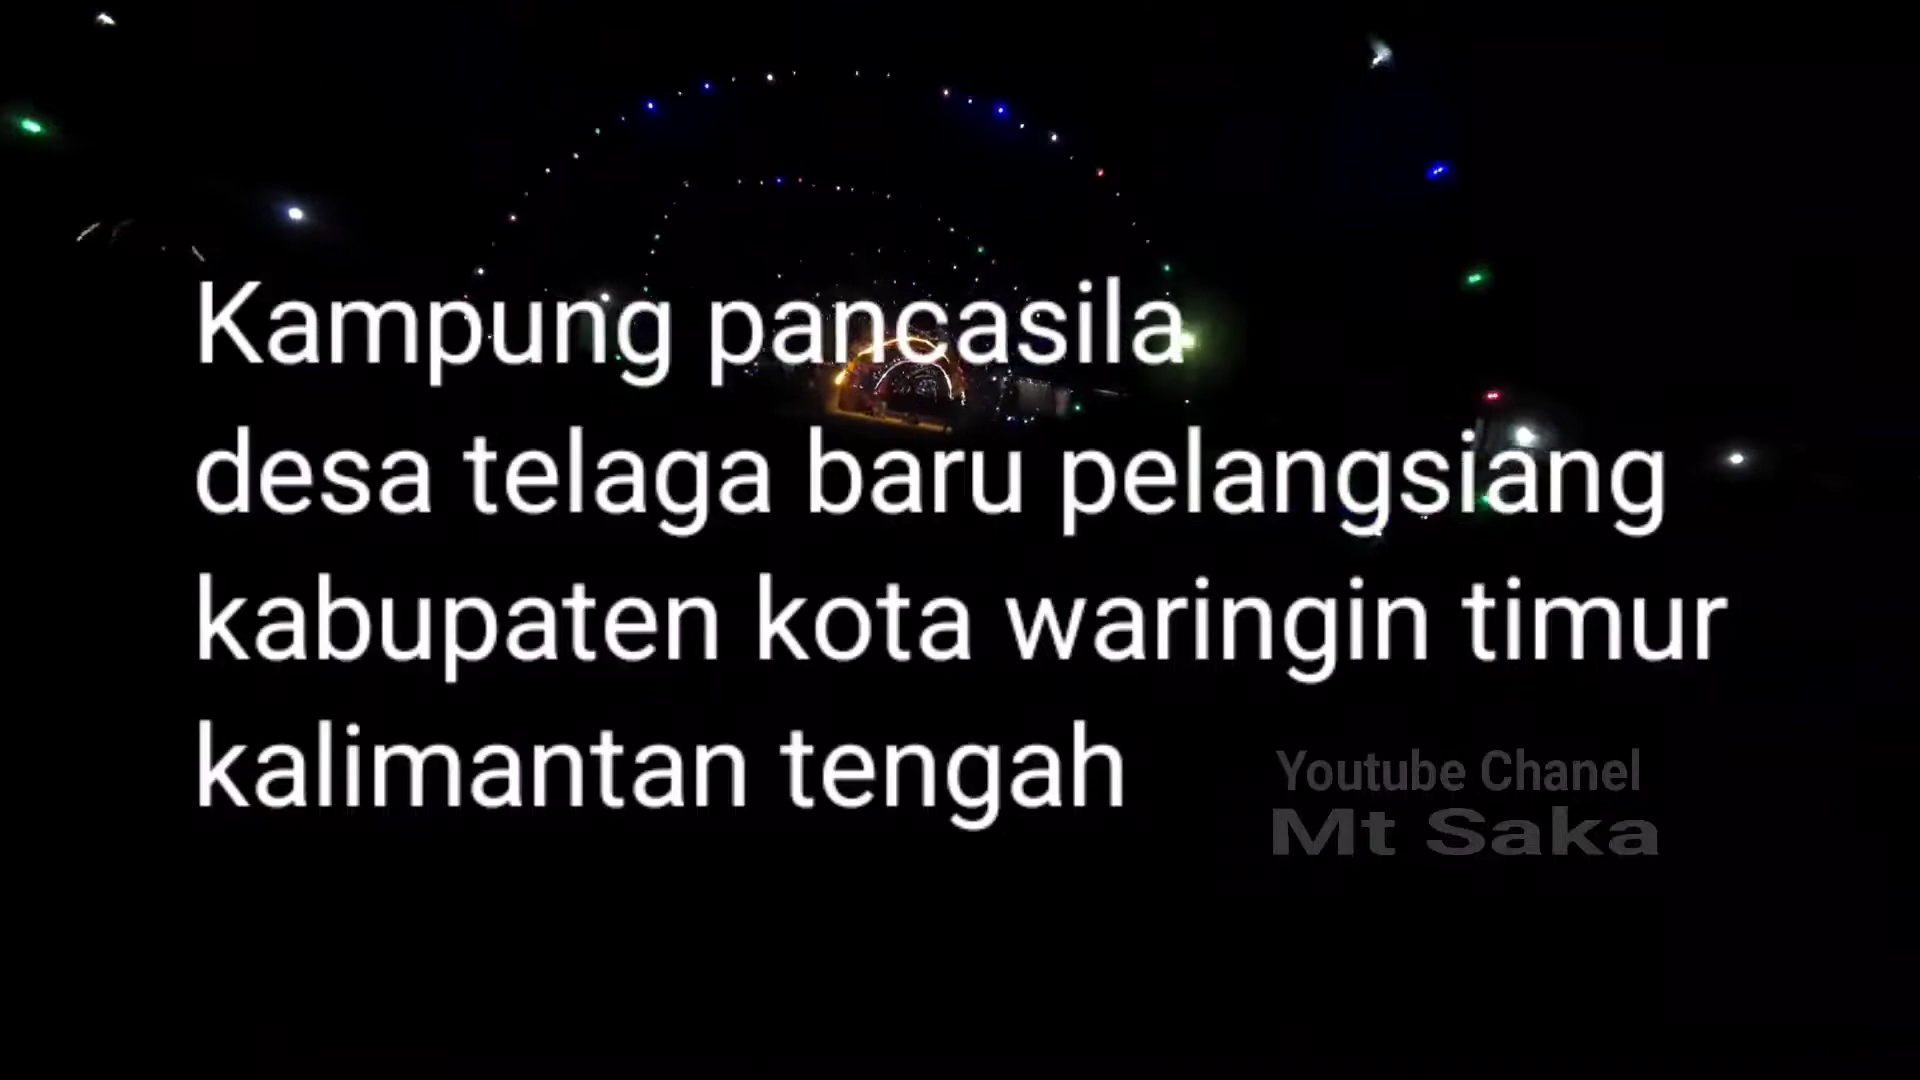 Kampung pancasila
desa telaga baru pelangsiang
kabupaten kota waringin timur
kalimantan tengah
Youtube Chanel
Mt Saka